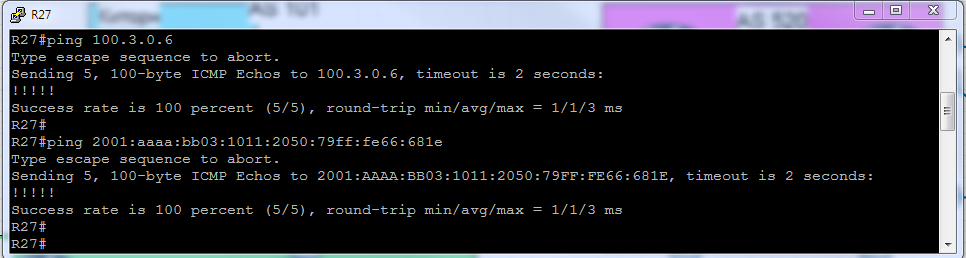 AS 101
AS 520
R27
R27#ping 100.3.0.6
Type escape sequence to abort.
Sending 5, 100-byte ICMP Echos to 100.3.0.6, timeout is 2 seconds:
!!!!!
Success rate is 100 percent (5/5), round-trip min/avg/max = 1/1/3 ms
R27#
R27#ping 2001:aaaa:bb03:1011:2050:79ff:fe66:681e
Type escape sequence to abort.
Sending 5, 100-byte ICMP Echos to 2001:AAAA:BB03:1011:2050:79FF:FE66:681E, timeout is 2 seconds:
!!!!!
Success rate is 100 percent (5/5), round-trip min/avg/max = 1/1/3 ms
R27#
R27#